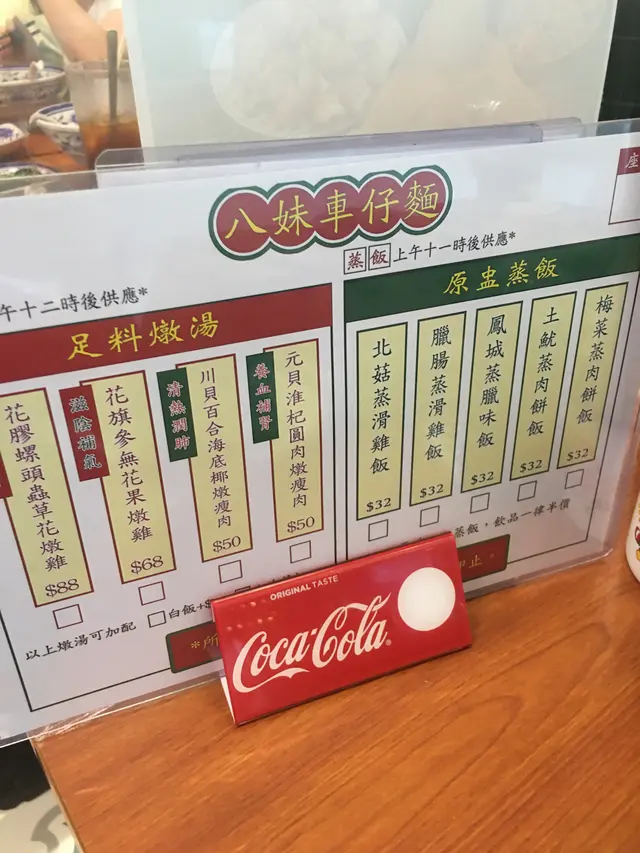 八妹車仔麵
座
午十二時後供應*
足料燉湯
花膠螺頭蟲草花燉雞
$88
滋陰補氣
花旗參無花果燉雞
$68
清熱潤肺
川貝百合海底椰燉瘦肉
$50
養血補腎
元貝淮杞圓肉燉瘦肉
$50
以上燉湯可加配
白飯+$
蒸飯上午十一時後供應*
原盅蒸飯
北菇蒸滑雞飯
$32
臘腸蒸滑雞飯
$32
鳳城蒸臘味飯
$32
土魷蒸肉餅飯
$32
梅菜蒸肉餅飯
$32
蒸飯，飲品一律半價
*所
止。
ORIGINAL TASTE
Coca-Cola